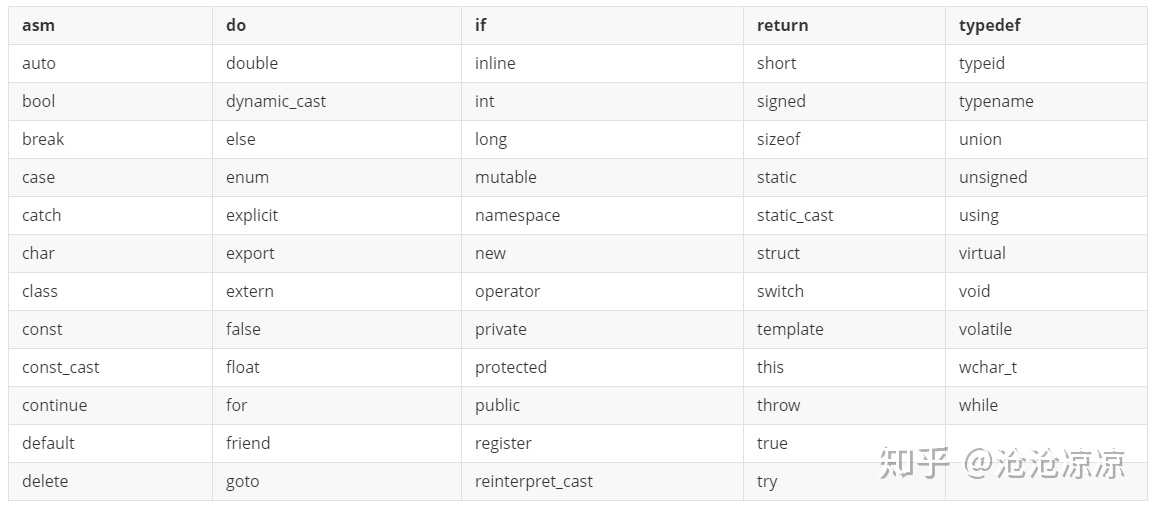 asm do if return typedef
auto double inline short typeid
bool dynamic_cast int signed typename
break else long sizeof union
case enum mutable static unsigned
catch explicit namespace static_cast using
char export new struct virtual
class extern operator switch void
const false private template volatile
const_cast float protected this wchar_t
continue for public throw while
default friend register true
delete goto reinterpret_cast try
知乎 @沧沧凉凉